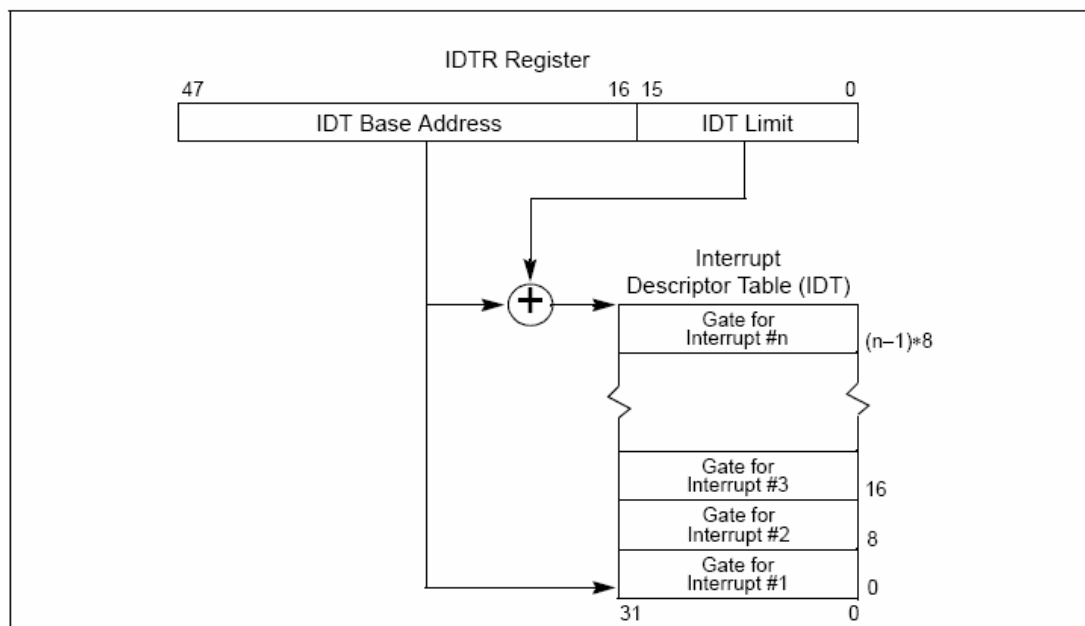 IDTR Register
47 16 15 0
IDT Base Address IDT Limit
+
Interrupt
Descriptor Table (IDT)
Gate for
Interrupt #n
(n–1)∗8
Gate for
Interrupt #3
16
Gate for
Interrupt #2
8
Gate for
Interrupt #1
0
31 0